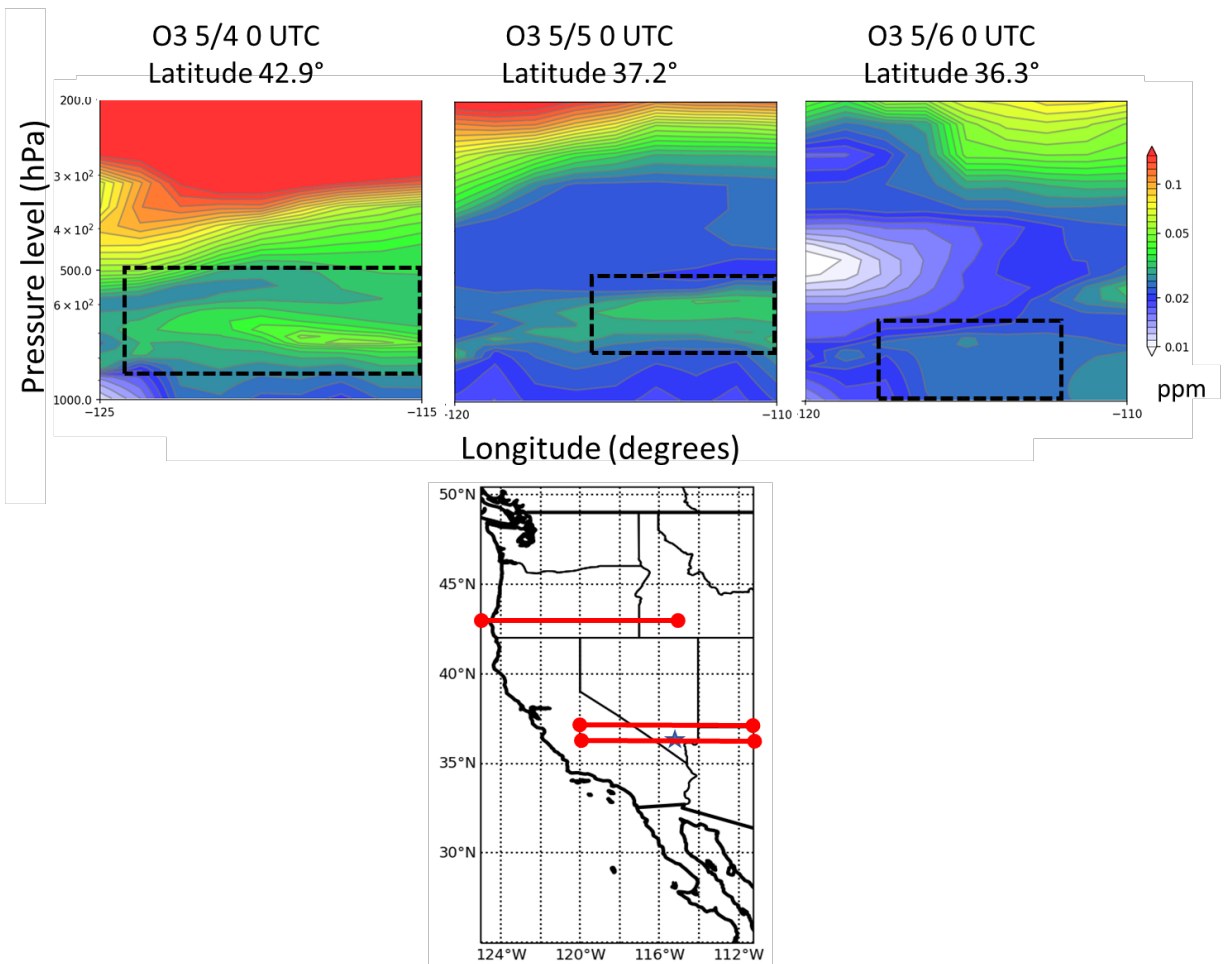 O3 5/4 0 UTC
Latitude 42.9°
O3 5/5 0 UTC
Latitude 37.2°
O3 5/6 0 UTC
Latitude 36.3°
Pressure level (hPa)
200.0
3 × 10²
4 × 10²
500.0
6 × 10²
1000.0
−125
−115
−120
−110
−120
−110
0.1
0.05
0.02
0.01
ppm
Longitude (degrees)
50°N
45°N
40°N
35°N
30°N
124°W
120°W
116°W
112°W